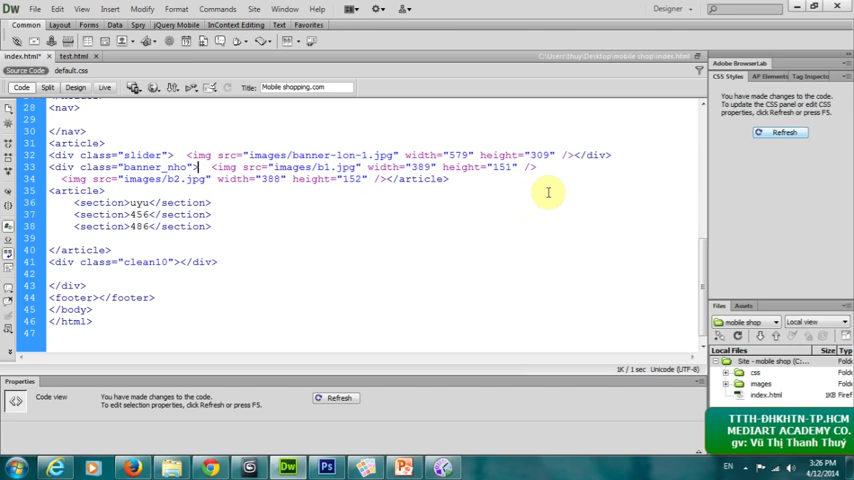 Dw File Edit View Insert Modify Format Commands Site Window Help Designer
Common Layout Forms Data Spry jQuery Mobile InContext Editing Text Favorites
index.html* × test.html × C:\Users\thuy\Desktop\mobile shop\index.html
Source Code default.css
Code Split Design Live Title: Mobile shopping.com
28 <nav>
29
30 </nav>
31 <article>
32 <div class="slider"> <img src="images/banner-lon-1.jpg" width="579" height="309" /></div>
33 <div class="banner_nho"> <img src="images/b1.jpg" width="389" height="151" />
34 <img src="images/b2.jpg" width="388" height="152" /></article>
35 <article>
36 <section>uyu</section>
37 <section>456</section>
38 <section>486</section>
39
40 </article>
41 <div class="clean10"></div>
42
43 </div>
44 <footer></footer>
45 </body>
46 </html>
47
1K / 1 sec Unicode (UTF-8)
Properties
Code view You have made changes to the code.
To edit selection properties, click Refresh or press F5.
Refresh
Adobe BrowserLab
CSS Styles AP Elements Tag Inspecto
You have made changes to the code.
To update the CSS panel or edit CSS
properties, click Refresh or press F5.
Refresh
Files Assets
mobile shop Local view
Local Files Size Typ
Site - mobile shop (C:... Folde
css Folde
images Folde
index.html 1KB Firef
TTTH-ĐHKHTN-TP.HCM
MEDIART ACADEMY CO.
gv: Vũ Thị Thanh Thuý
Dw Ps
EN 3:26 PM
4/12/2014